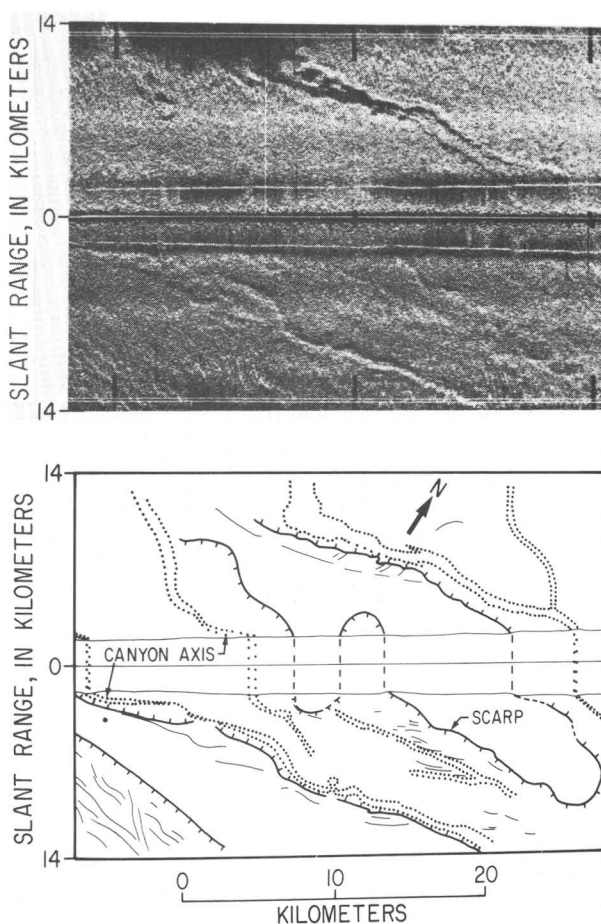 14
SLANT RANGE, IN KILOMETERS
0
14
14
N
SLANT RANGE, IN KILOMETERS
CANYON AXIS
0
SCARP
14
0 10 20
KILOMETERS